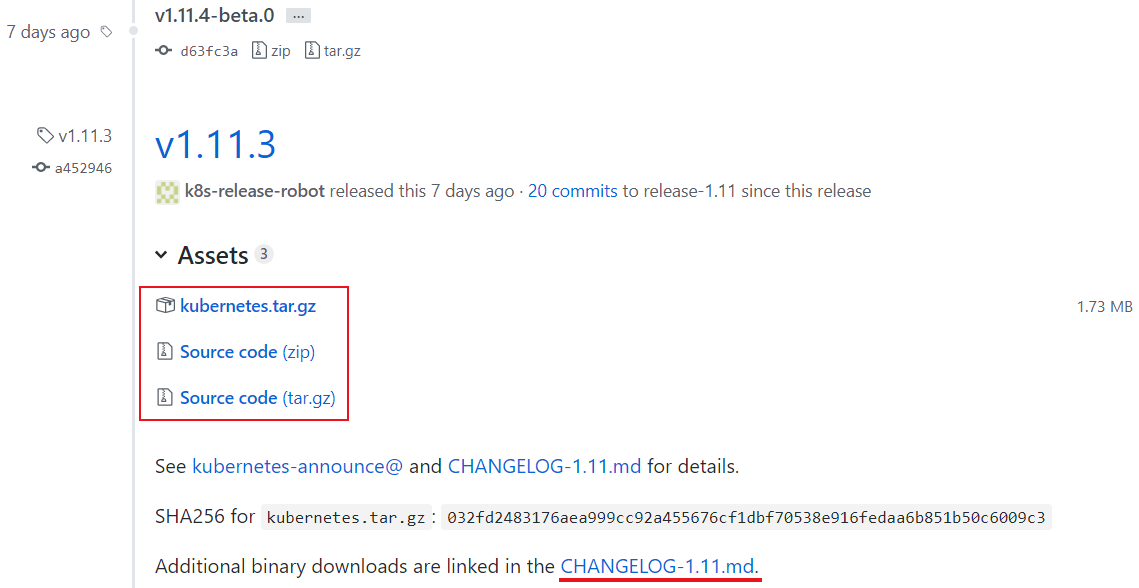 v1.11.4-beta.0 ...
7 days ago
d63fc3a zip tar.gz
v1.11.3
a452946
v1.11.3
k8s-release-robot released this 7 days ago · 20 commits to release-1.11 since this release
Assets 3
kubernetes.tar.gz 1.73 MB
Source code (zip)
Source code (tar.gz)
See kubernetes-announce@ and CHANGELOG-1.11.md for details.
SHA256 for kubernetes.tar.gz: 032fd2483176aea999cc92a455676cf1dbf70538e916fedaa6b851b50c6009c3
Additional binary downloads are linked in the CHANGELOG-1.11.md.